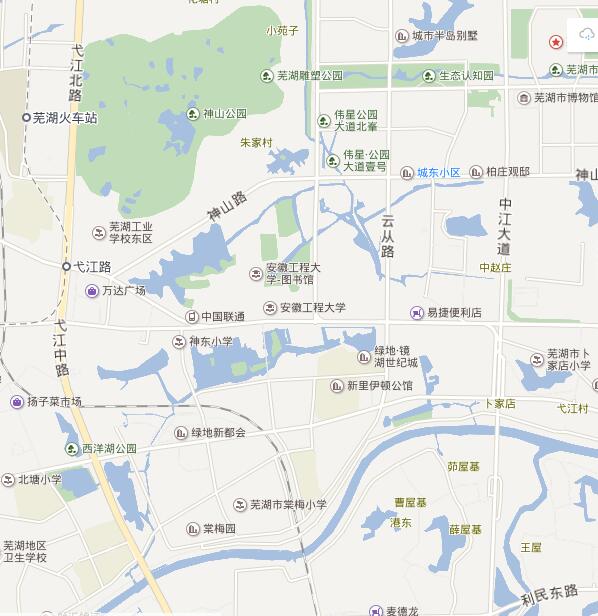 小苑子
城市半岛别墅
弋江北路
芜湖雕塑公园
生态认知园
芜湖市
芜湖市博物馆
芜湖火车站
神山公园
伟星公园
大道北峯
朱家村
伟星·公园
大道壹号
城东小区
柏庄观邸
神山
神山路
中江大道
云从路
芜湖工业
学校东区
弋江路
安徽工程大
学-图书馆
中赵庄
万达广场
中国联通
安徽工程大学
易捷便利店
弋江中路
神东小学
绿地·镜
湖世纪城
芜湖市卜
家店小学
新里伊顿公馆
扬子菜市场
卜家店
弋江村
绿地新都会
西洋湖公园
茆屋基
北塘小学
芜湖市棠梅小学
曹屋基
港东
薛屋基
棠梅园
王屋
芜湖地区
卫生学校
利民东路
麦德龙